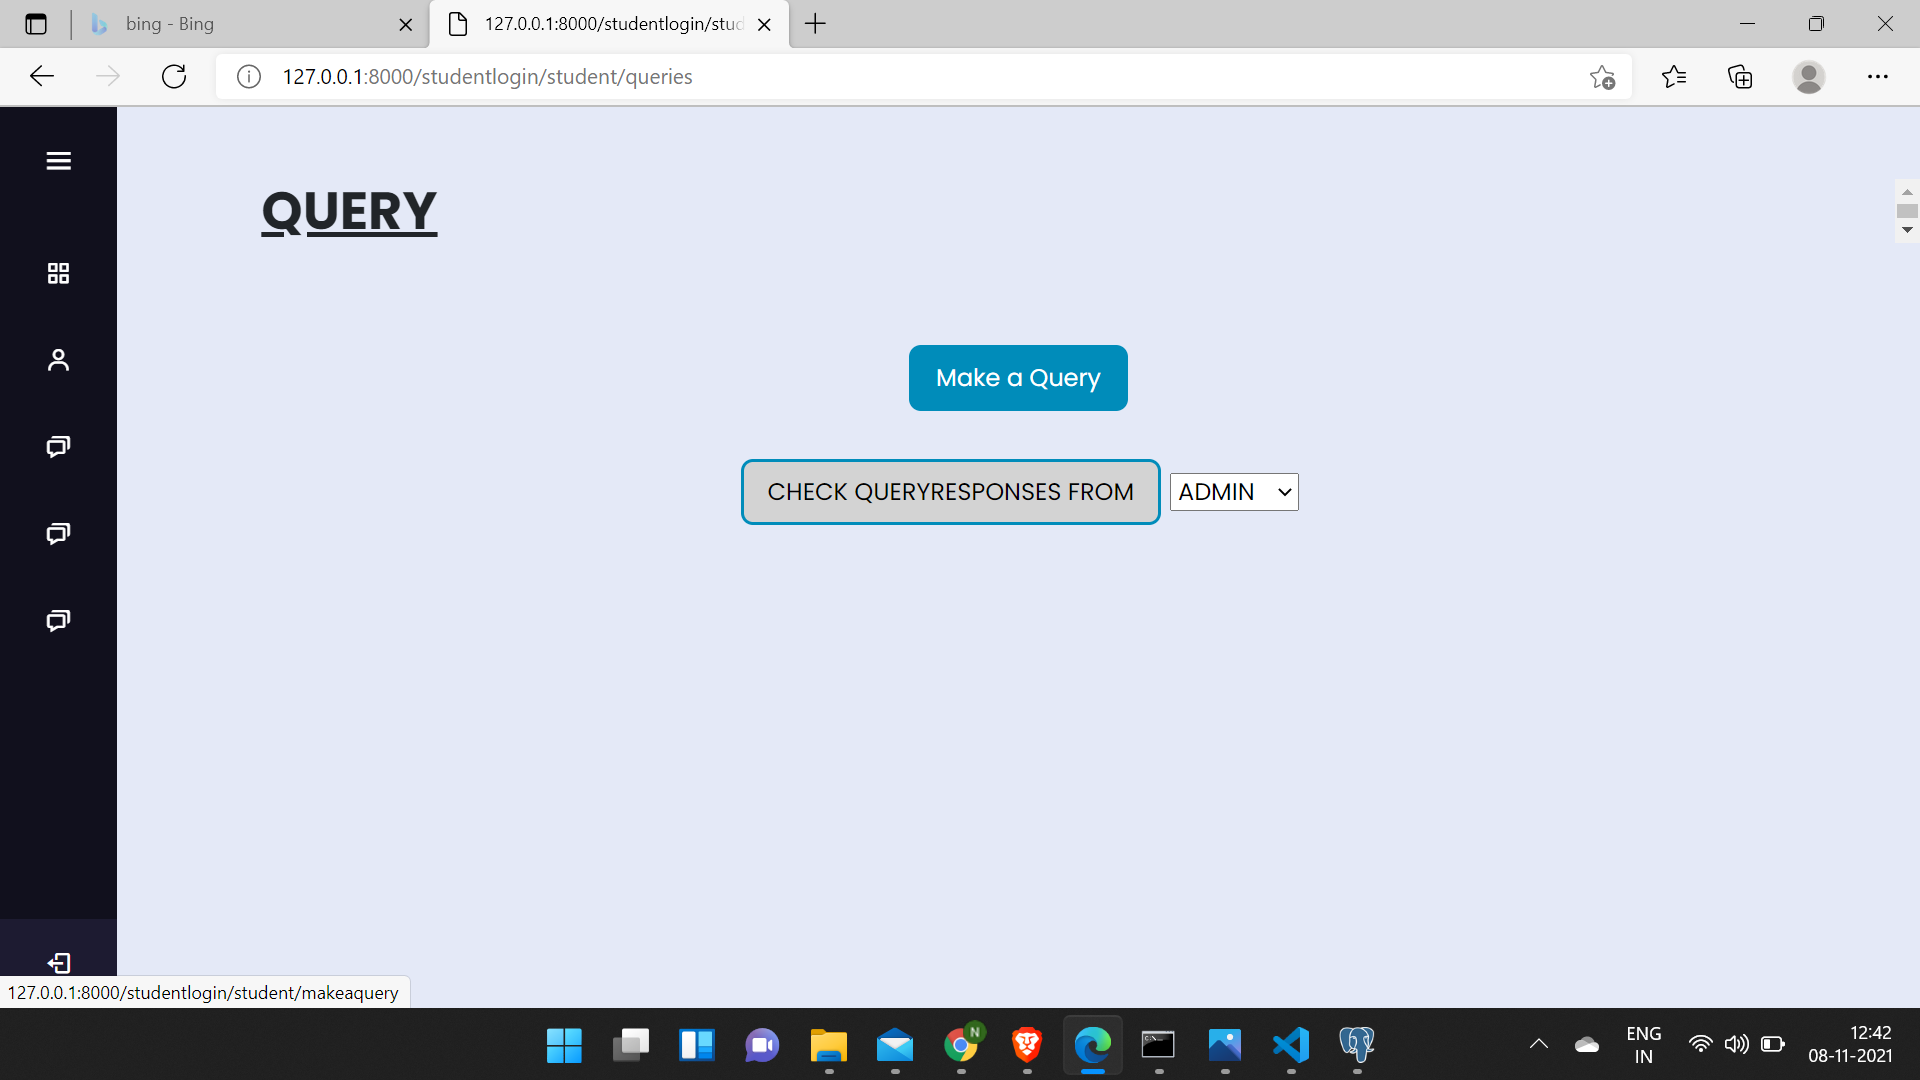 bing - Bing
127.0.0.1:8000/studentlogin/stud
127.0.0.1:8000/studentlogin/student/queries
QUERY
Make a Query
CHECK QUERYRESPONSES FROM
ADMIN
127.0.0.1:8000/studentlogin/student/makeaquery
N
ENG
IN
12:42
08-11-2021